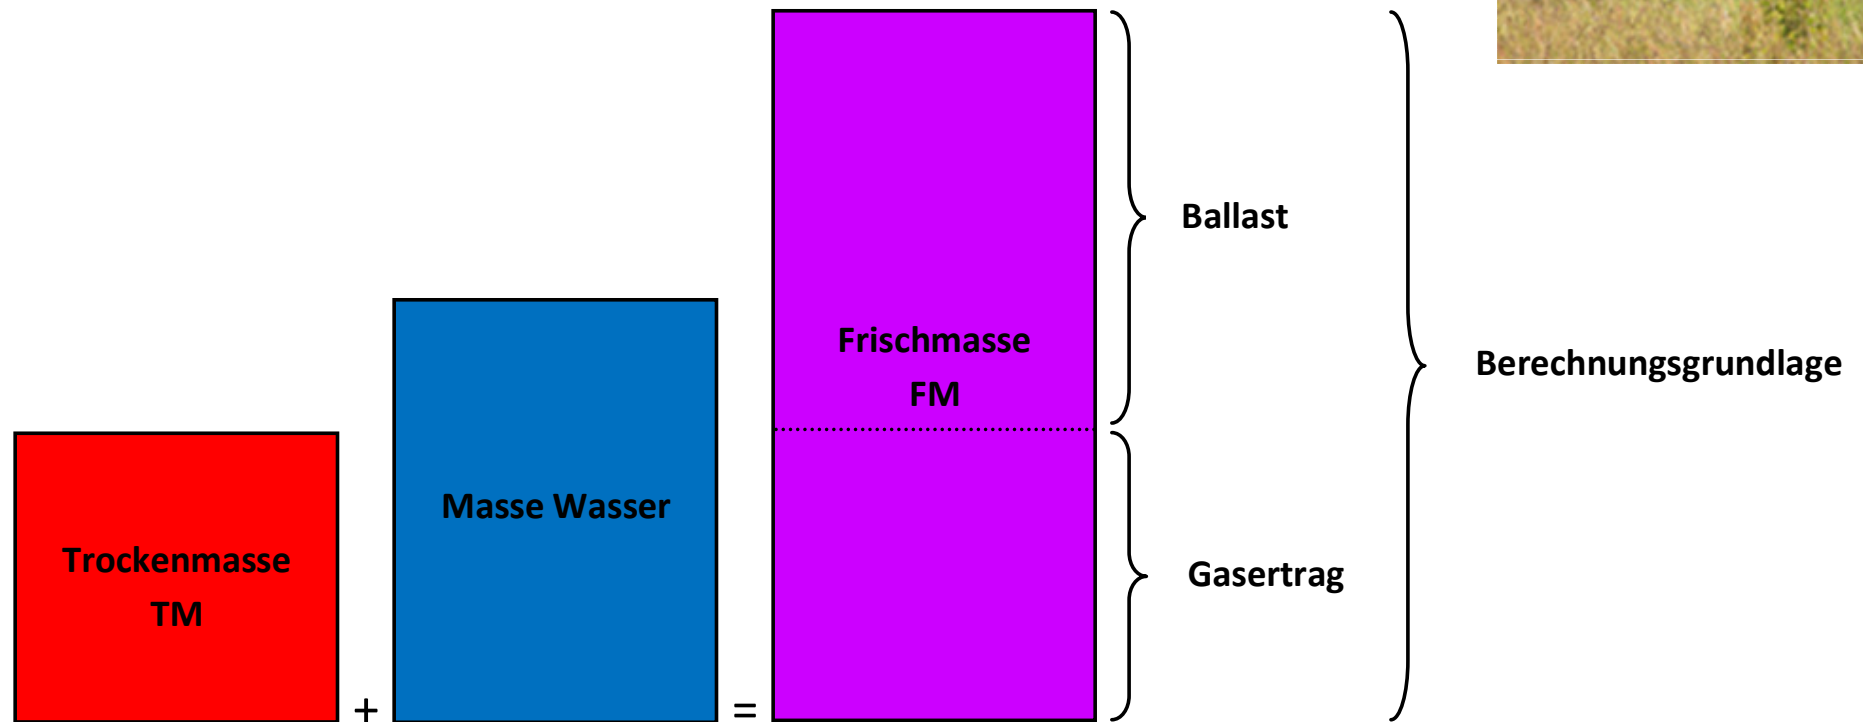 Trockenmasse
TM
+
Masse Wasser
=
Frischmasse
FM
Ballast
Gasertrag
Berechnungsgrundlage